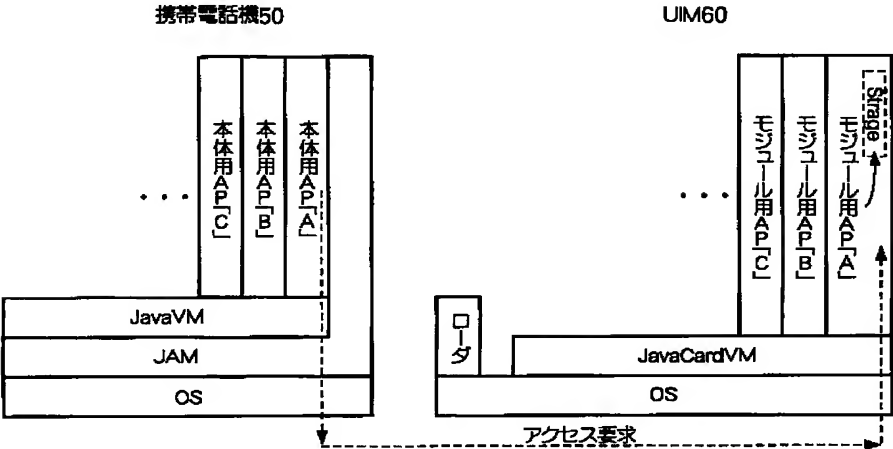 携帯電話機50
UIM60
本体用AP「C」
本体用AP「B」
本体用AP「A」
・・・
JavaVM
JAM
OS
・・・
モジュール用AP「C」
モジュール用AP「B」
モジュール用AP「A」
Strage
ローダ
JavaCardVM
OS
アクセス要求